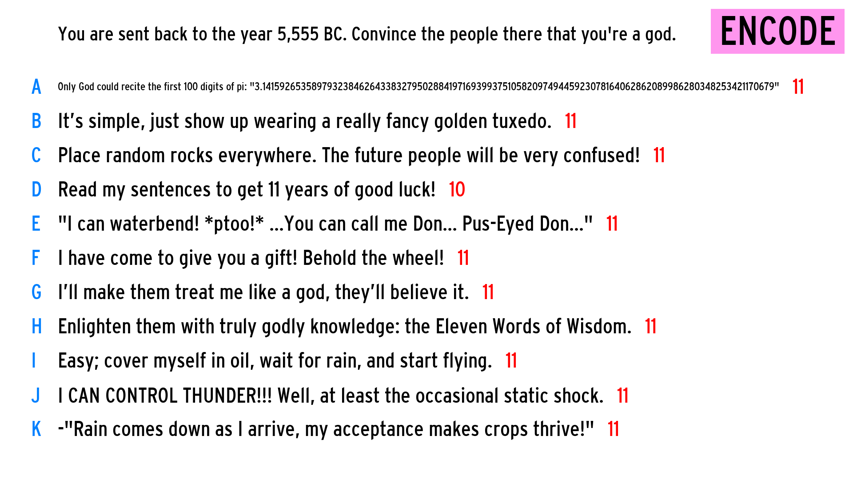 You are sent back to the year 5,555 BC. Convince the people there that you're a god. ENCODE
A Only God could recite the first 100 digits of pi: "3.1415926535897932384626433832795028841971693993751058209749445923078164062862089986280348253421170679" 11
B It's simple, just show up wearing a really fancy golden tuxedo. 11
C Place random rocks everywhere. The future people will be very confused! 11
D Read my sentences to get 11 years of good luck! 10
E "I can waterbend! *ptoo!* ...You can call me Don... Pus-Eyed Don..." 11
F I have come to give you a gift! Behold the wheel! 11
G I'll make them treat me like a god, they'll believe it. 11
H Enlighten them with truly godly knowledge: the Eleven Words of Wisdom. 11
I Easy; cover myself in oil, wait for rain, and start flying. 11
J I CAN CONTROL THUNDER!!! Well, at least the occasional static shock. 11
K -"Rain comes down as I arrive, my acceptance makes crops thrive!" 11